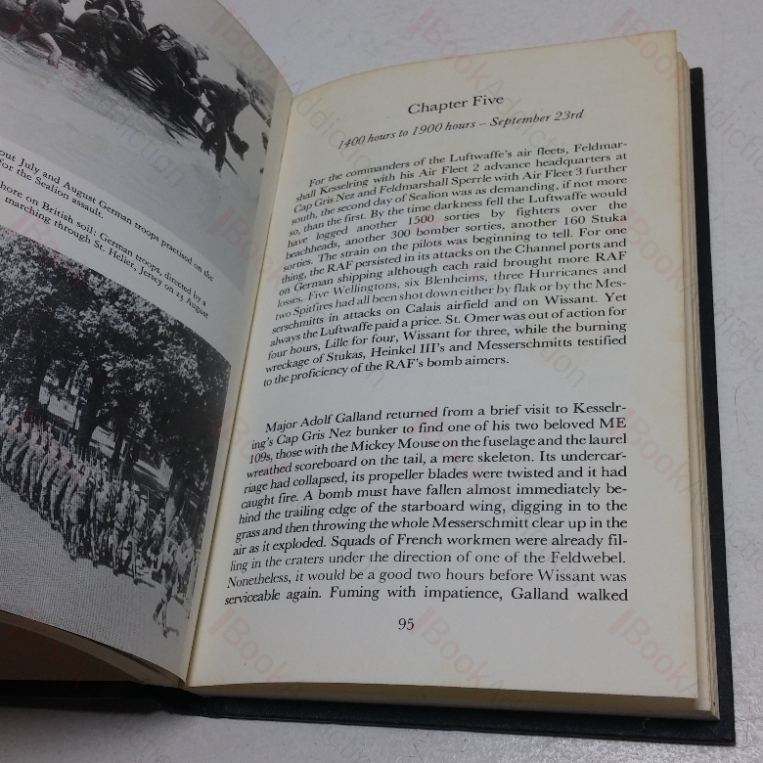 out July and August German troops practised on the
for the Sealion assault.
hore on British soil: German troops, directed by a
marching through St. Helier, Jersey on 13 August
Chapter Five
1400 hours to 1900 hours – September 23rd
For the commanders of the Luftwaffe's air fleets, Feldmar-
shall Kesselring with his Air Fleet 2 advance headquarters at
Cap Gris Nez and Feldmarshall Sperrle with Air Fleet 3 further
south, the second day of Sealion was as demanding, if not more
so, than the first. By the time darkness fell the Luftwaffe would
have logged another 1500 sorties by fighters over the
beachheads, another 300 bomber sorties, another 160 Stuka
sorties. The strain on the pilots was beginning to tell. For one
thing, the RAF persisted in its attacks on the Channel ports and
on German shipping although each raid brought more RAF
losses. Five Wellingtons, six Blenheims, three Hurricanes and
two Spitfires had all been shot down either by flak or by the Mes-
serschmitts in attacks on Calais airfield and on Wissant. Yet
always the Luftwaffe paid a price. St. Omer was out of action for
four hours, Lille for four, Wissant for three, while the burning
wreckage of Stukas, Heinkel III's and Messerschmitts testified
to the proficiency of the RAF's bomb aimers.
Major Adolf Galland returned from a brief visit to Kesselr-
ing's Cap Gris Nez bunker to find one of his two beloved ME
109s, those with the Mickey Mouse on the fuselage and the laurel
wreathed scoreboard on the tail, a mere skeleton. Its undercar-
riage had collapsed, its propeller blades were twisted and it had
caught fire. A bomb must have fallen almost immediately be-
hind the trailing edge of the starboard wing, digging in to the
grass and then throwing the whole Messerschmitt clear up in the
air as it exploded. Squads of French workmen were already fil-
ling in the craters under the direction of one of the Feldwebel.
Nonetheless, it would be a good two hours before Wissant was
serviceable again. Fuming with impatience, Galland walked
95
BookAddiction